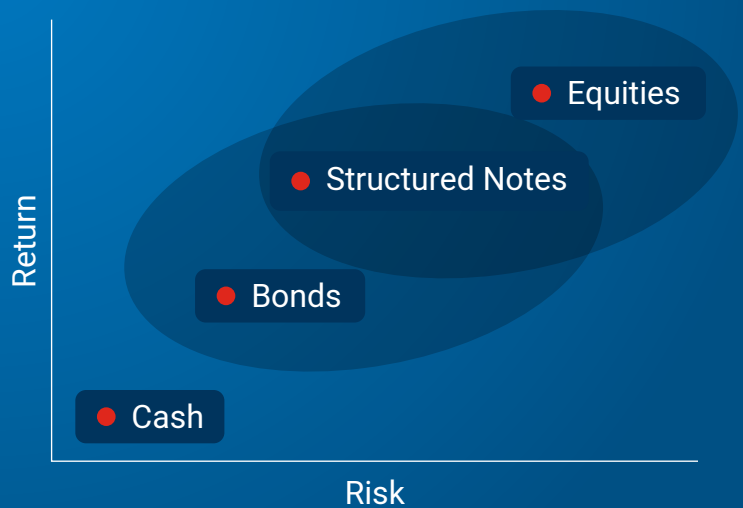 Equities
Structured Notes
Return
Bonds
Cash
Risk